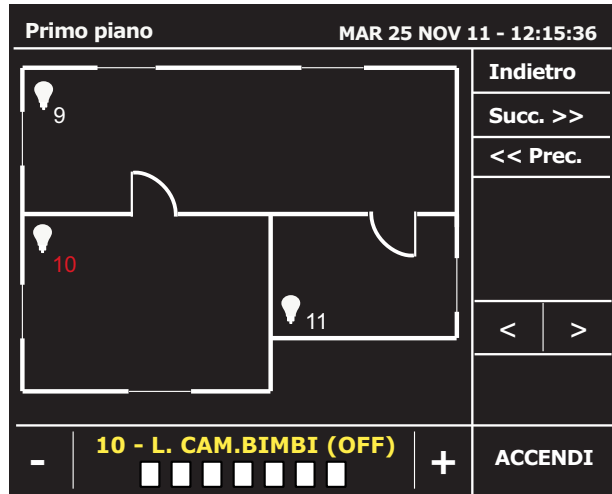 Primo piano MAR 25 NOV 11 - 12:15:36
Indietro
Succ. >>
<< Prec.
9
10
11
< >
- 10 - L. CAM.BIMBI (OFF) + ACCENDI